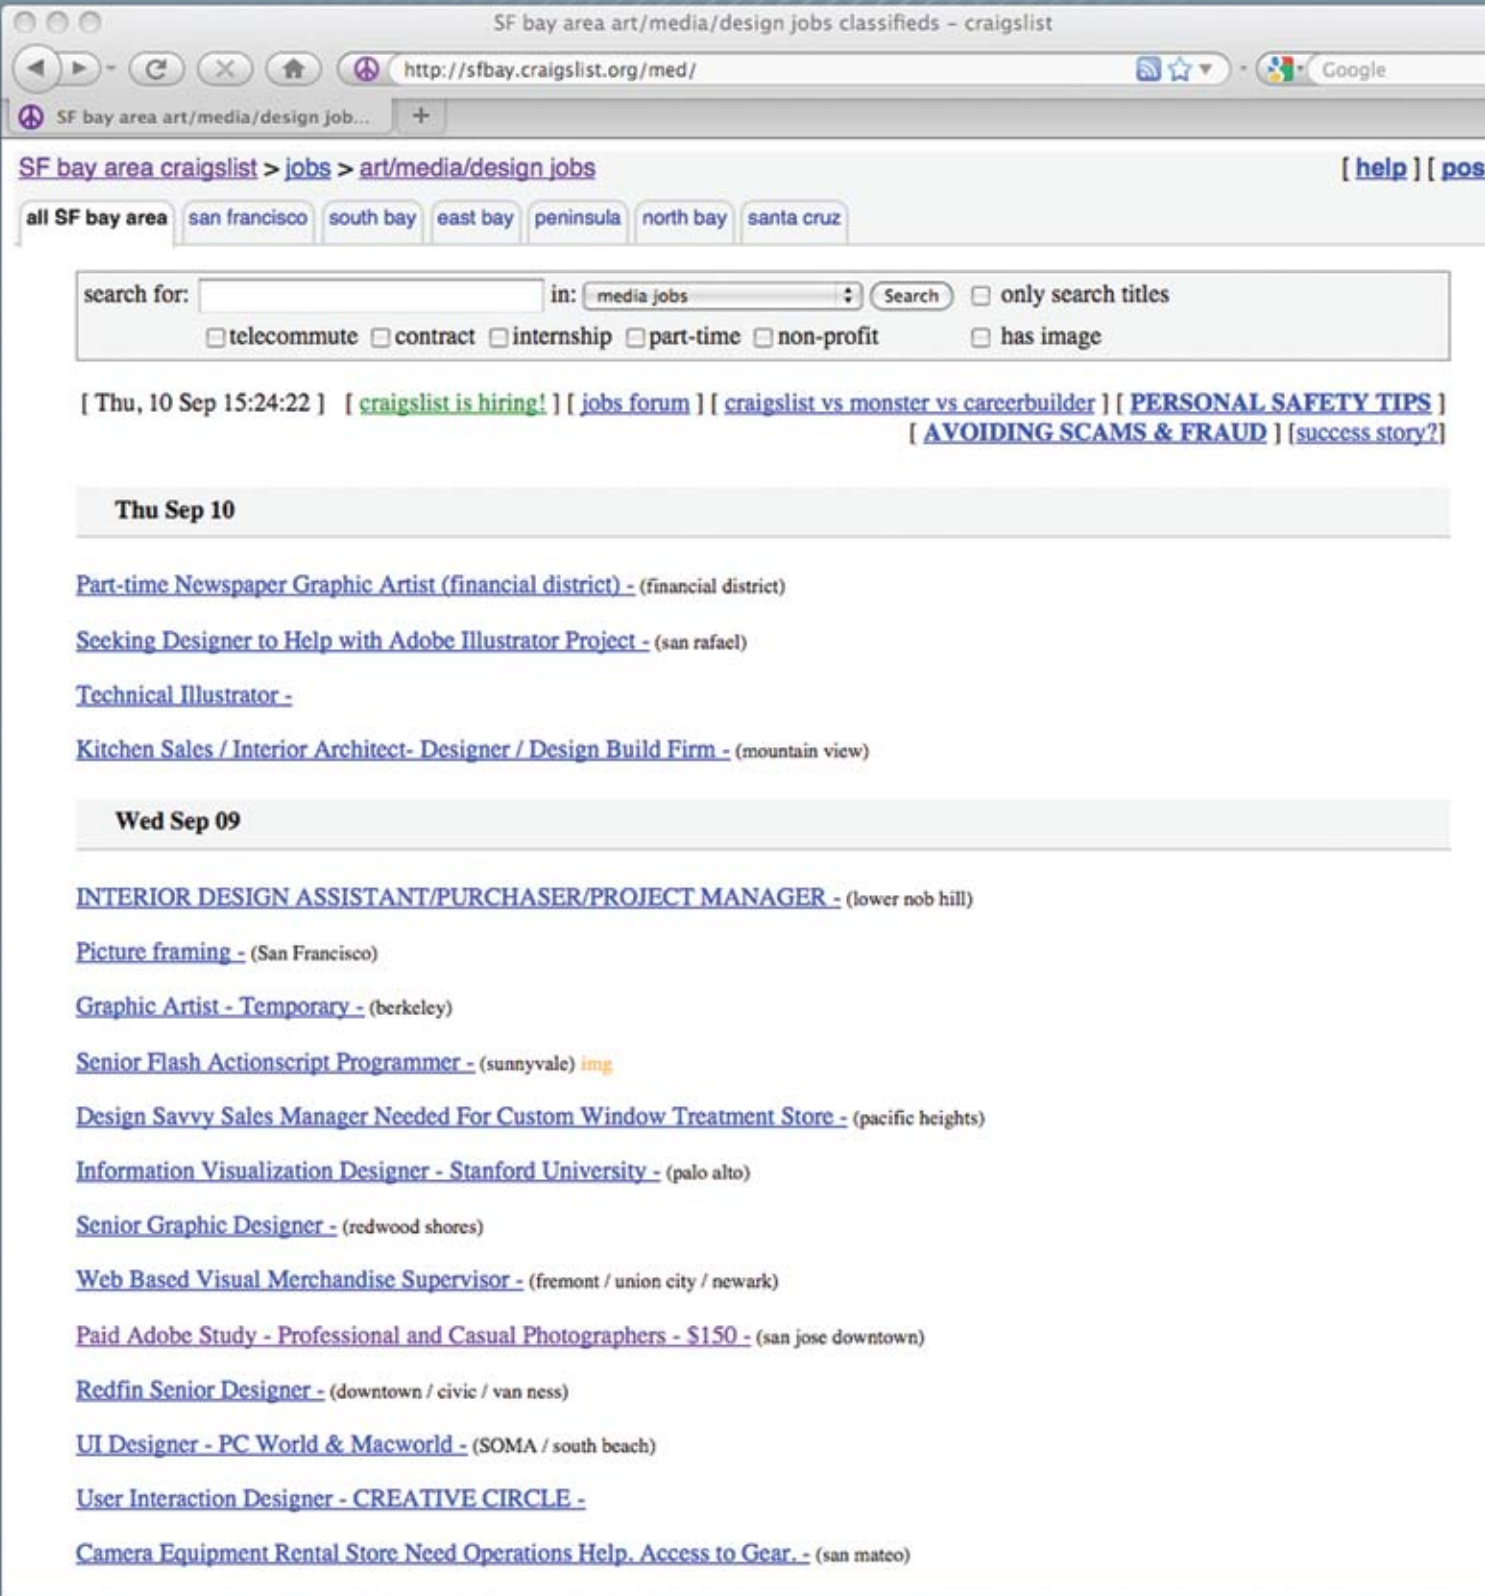 SF bay area art/media/design jobs classifieds – craigslist
http://sfbay.craigslist.org/med/ Google
SF bay area art/media/design job... +
SF bay area craigslist > jobs > art/media/design jobs [ help ] [ pos
all SF bay area san francisco south bay east bay peninsula north bay santa cruz
search for: in: media jobs Search only search titles
telecommute contract internship part-time non-profit has image
[ Thu, 10 Sep 15:24:22 ] [ craigslist is hiring! ] [ jobs forum ] [ craigslist vs monster vs careerbuilder ] [ PERSONAL SAFETY TIPS ]
[ AVOIDING SCAMS & FRAUD ] [success story?]
Thu Sep 10
Part-time Newspaper Graphic Artist (financial district) - (financial district)
Seeking Designer to Help with Adobe Illustrator Project - (san rafael)
Technical Illustrator -
Kitchen Sales / Interior Architect- Designer / Design Build Firm - (mountain view)
Wed Sep 09
INTERIOR DESIGN ASSISTANT/PURCHASER/PROJECT MANAGER - (lower nob hill)
Picture framing - (San Francisco)
Graphic Artist - Temporary - (berkeley)
Senior Flash Actionscript Programmer - (sunnyvale) img
Design Savvy Sales Manager Needed For Custom Window Treatment Store - (pacific heights)
Information Visualization Designer - Stanford University - (palo alto)
Senior Graphic Designer - (redwood shores)
Web Based Visual Merchandise Supervisor - (fremont / union city / newark)
Paid Adobe Study - Professional and Casual Photographers - $150 - (san jose downtown)
Redfin Senior Designer - (downtown / civic / van ness)
UI Designer - PC World & Macworld - (SOMA / south beach)
User Interaction Designer - CREATIVE CIRCLE -
Camera Equipment Rental Store Need Operations Help. Access to Gear. - (san mateo)